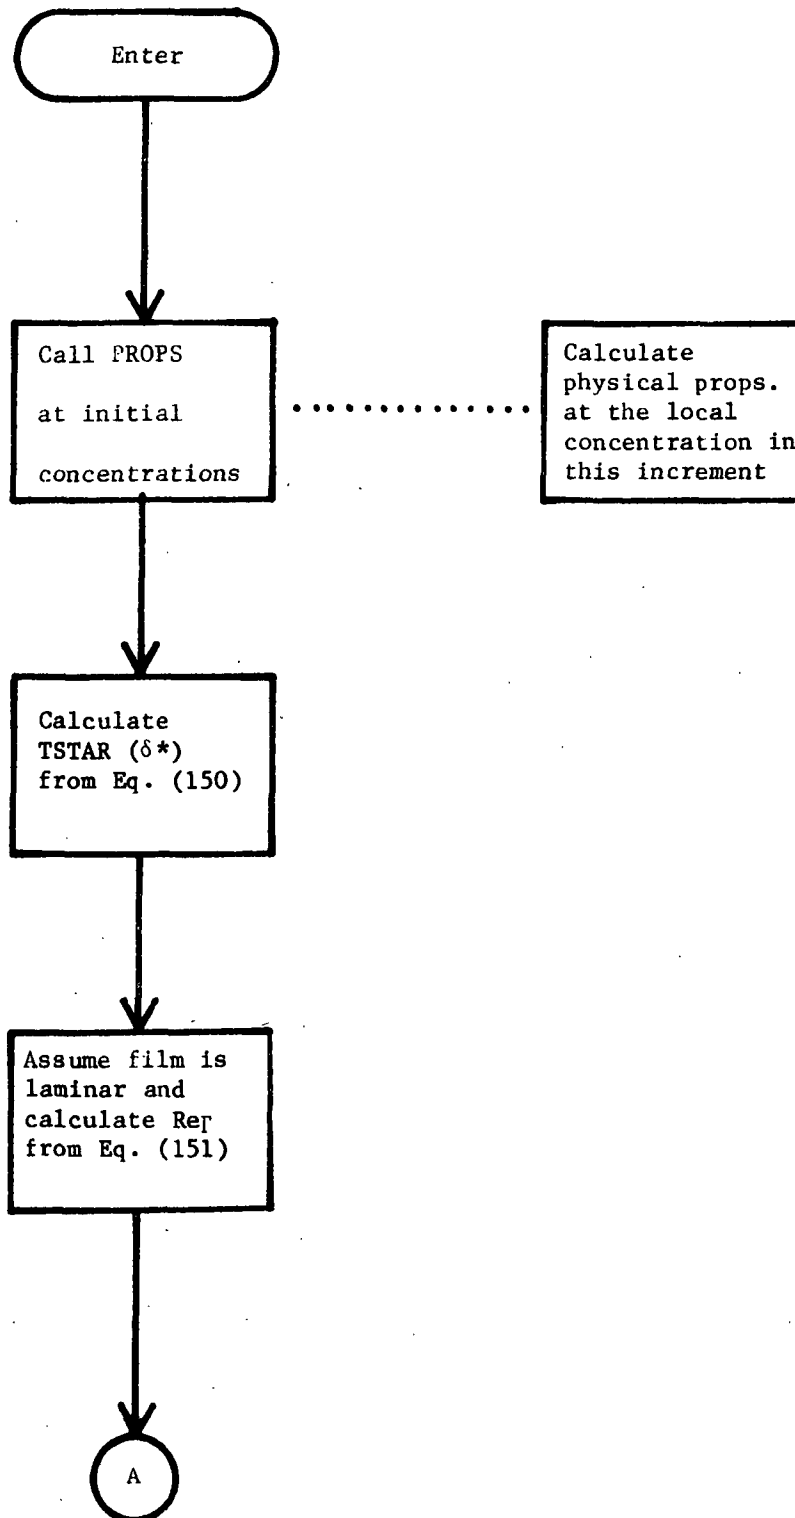 Enter
Call PROPS
at initial
concentrations
Calculate
physical props.
at the local
concentration in
this increment
Calculate
TSTAR (δ*)
from Eq. (150)
Assume film is
laminar and
calculate ReΓ
from Eq. (151)
A